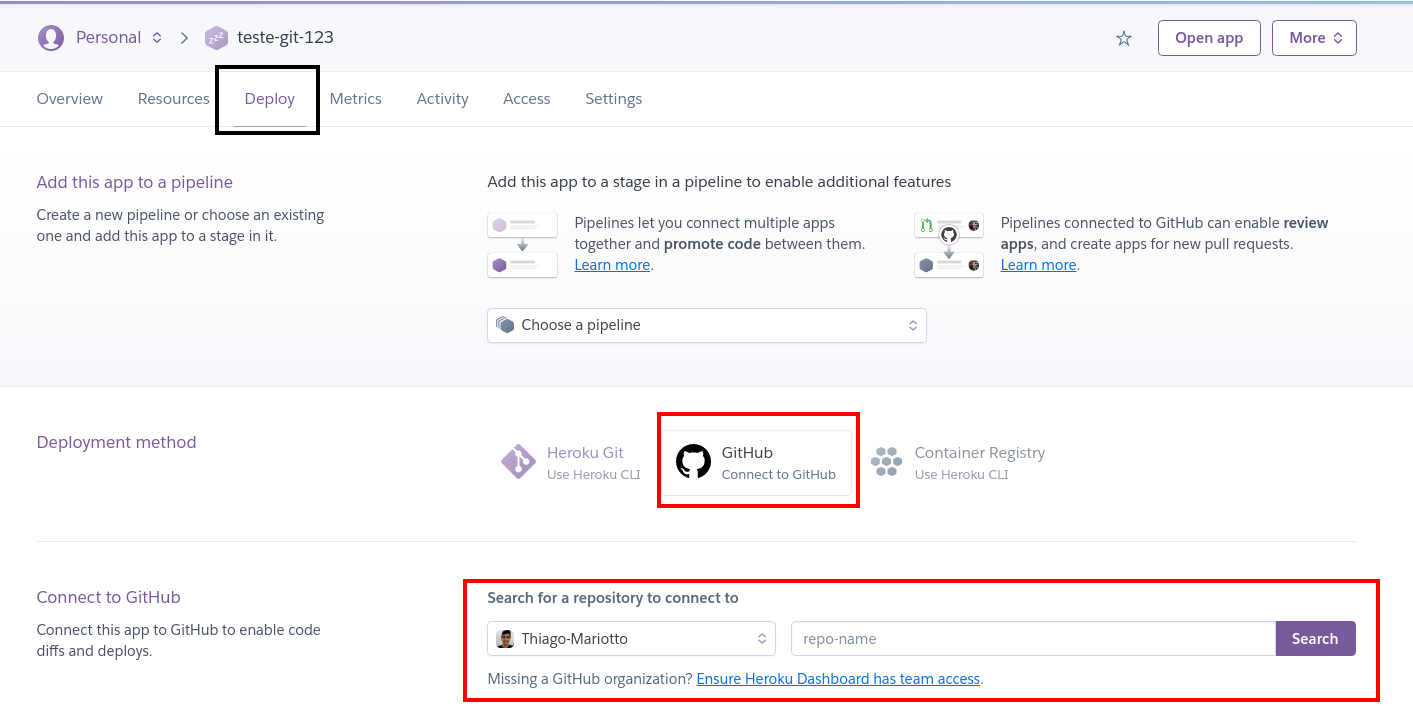 Personal
teste-git-123
Open app
More
Overview
Resources
Deploy
Metrics
Activity
Access
Settings
Add this app to a pipeline
Create a new pipeline or choose an existing
one and add this app to a stage in it.
Add this app to a stage in a pipeline to enable additional features
Pipelines let you connect multiple apps
together and promote code between them.
Learn more.
Pipelines connected to GitHub can enable review
apps, and create apps for new pull requests.
Learn more.
Choose a pipeline
Deployment method
Heroku Git
Use Heroku CLI
GitHub
Connect to GitHub
Container Registry
Use Heroku CLI
Connect to GitHub
Connect this app to GitHub to enable code
diffs and deploys.
Search for a repository to connect to
Thiago-Mariotto
repo-name
Search
Missing a GitHub organization? Ensure Heroku Dashboard has team access.